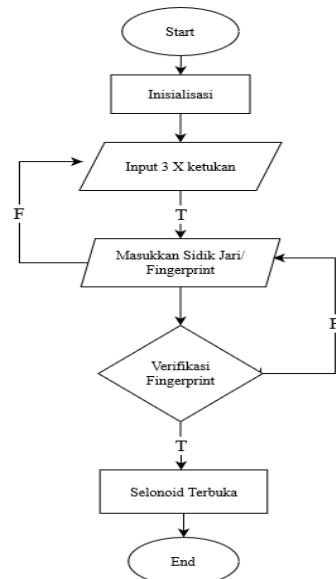 Start
Inisialisasi
Input 3 X ketukan
F
T
Masukkan Sidik Jari/
Fingerprint
F
Verifikasi
Fingerprint
T
Selonoid Terbuka
End